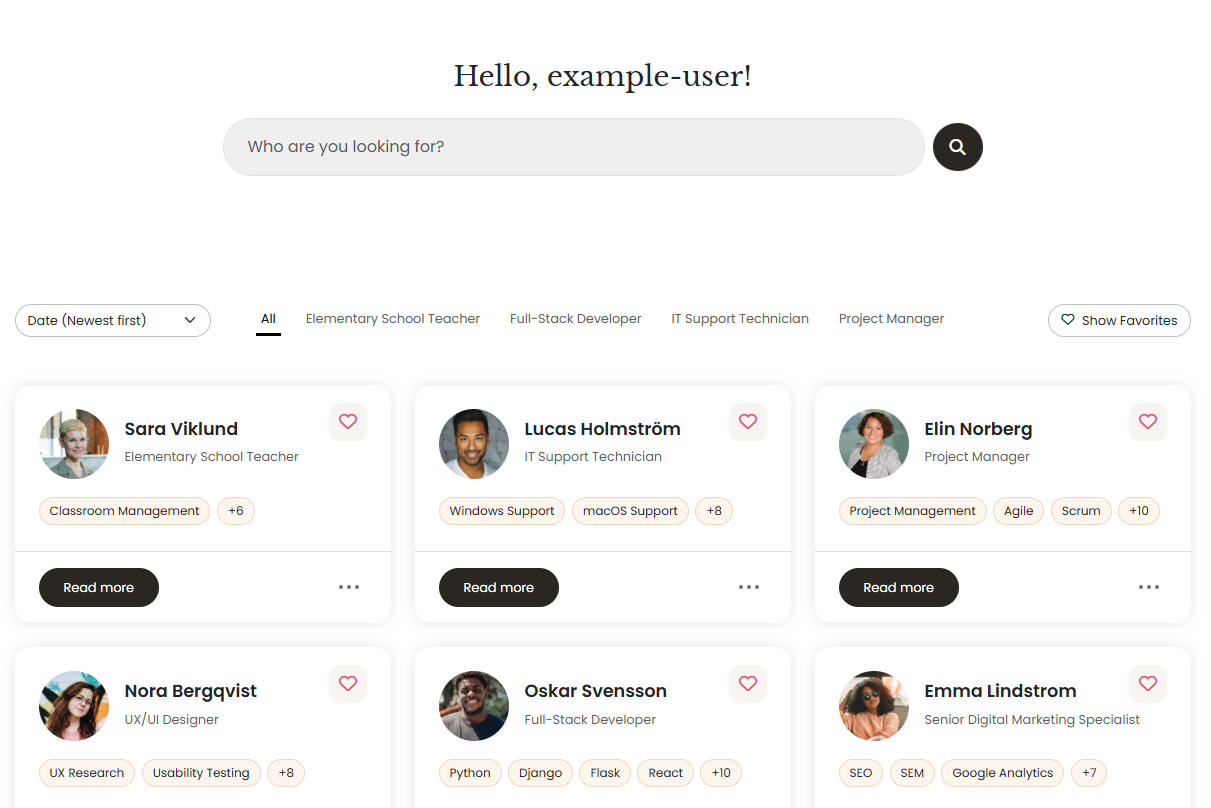 Hello, example-user!
Who are you looking for?
Date (Newest first)
All Elementary School Teacher Full-Stack Developer IT Support Technician Project Manager
Show Favorites
Sara Viklund
Elementary School Teacher
Classroom Management +6
Read more
Lucas Holmström
IT Support Technician
Windows Support macOS Support +8
Read more
Elin Norberg
Project Manager
Project Management Agile Scrum +10
Read more
Nora Bergqvist
UX/UI Designer
UX Research Usability Testing +8
Oskar Svensson
Full-Stack Developer
Python Django Flask React +10
Emma Lindstrom
Senior Digital Marketing Specialist
SEO SEM Google Analytics +7